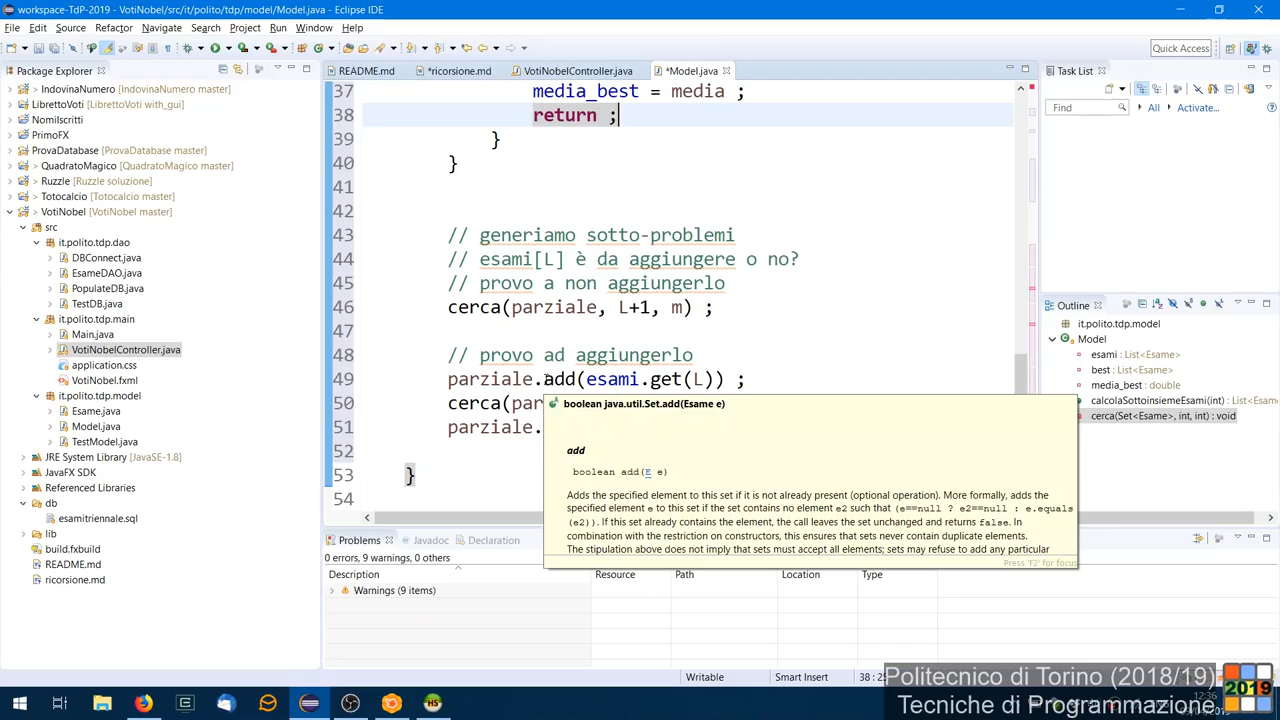 workspace-TdP-2019 - VotiNobel/src/it/polito/tdp/model/Model.java - Eclipse IDE
File Edit Source Refactor Navigate Search Project Run Window Help
Quick Access
Package Explorer
README.md *ricorsione.md VotiNobelController.java *Model.java
Task List
IndovinaNumero [IndovinaNumero master]
LibrettoVoti [LibrettoVoti with_gui]
NomiIscritti
PrimoFX
ProvaDatabase [ProvaDatabase master]
> QuadratoMagico [QuadratoMagico master]
Ruzzle [Ruzzle soluzione]
Totocalcio [Totocalcio master]
> VotiNobel [VotiNobel master]
src
it.polito.tdp.dao
DBConnect.java
EsameDAO.java
PopulateDB.java
TestDB.java
it.polito.tdp.main
Main.java
VotiNobelController.java
application.css
VotiNobel.fxml
it.polito.tdp.model
Esame.java
Model.java
TestModel.java
JRE System Library [JavaSE-1.8]
JavaFX SDK
Referenced Libraries
db
esamitriennale.sql
lib
build.fxbuild
README.md
ricorsione.md
37 media_best = media ;
38 return ;
39 }
40 }
41
42
43 // generiamo sotto-problemi
44 // esami[L] è da aggiungere o no?
45 // provo a non aggiungerlo
46 cerca(parziale, L+1, m) ;
47
48 // provo ad aggiungerlo
49 parziale.add(esami.get(L)) ;
50 cerca(par
51 parziale.
52
53 }
54
boolean java.util.Set.add(Esame e)
add
boolean add(E e)
Adds the specified element to this set if it is not already present (optional operation). More formally, adds the
specified element e to this set if the set contains no element e2 such that (e==null ? e2==null : e.equals
(e2)). If this set already contains the element, the call leaves the set unchanged and returns false. In
combination with the restriction on constructors, this ensures that sets never contain duplicate elements.
The stipulation above does not imply that sets must accept all elements; sets may refuse to add any particular
Press 'F2' for focus
Find All Activate...
Outline
it.polito.tdp.model
Model
esami : List<Esame>
best : List<Esame>
media_best : double
calcolaSottoinsiemeEsami(int) :
cerca(Set<Esame>, int, int) : void
Problems Javadoc Declaration
0 errors, 9 warnings, 0 others
Description Resource Path Location Type
Warnings (9 items)
Writable Smart Insert
Politecnico di Torino (2018/19)
Tecniche di Programmazion
2019
12:36